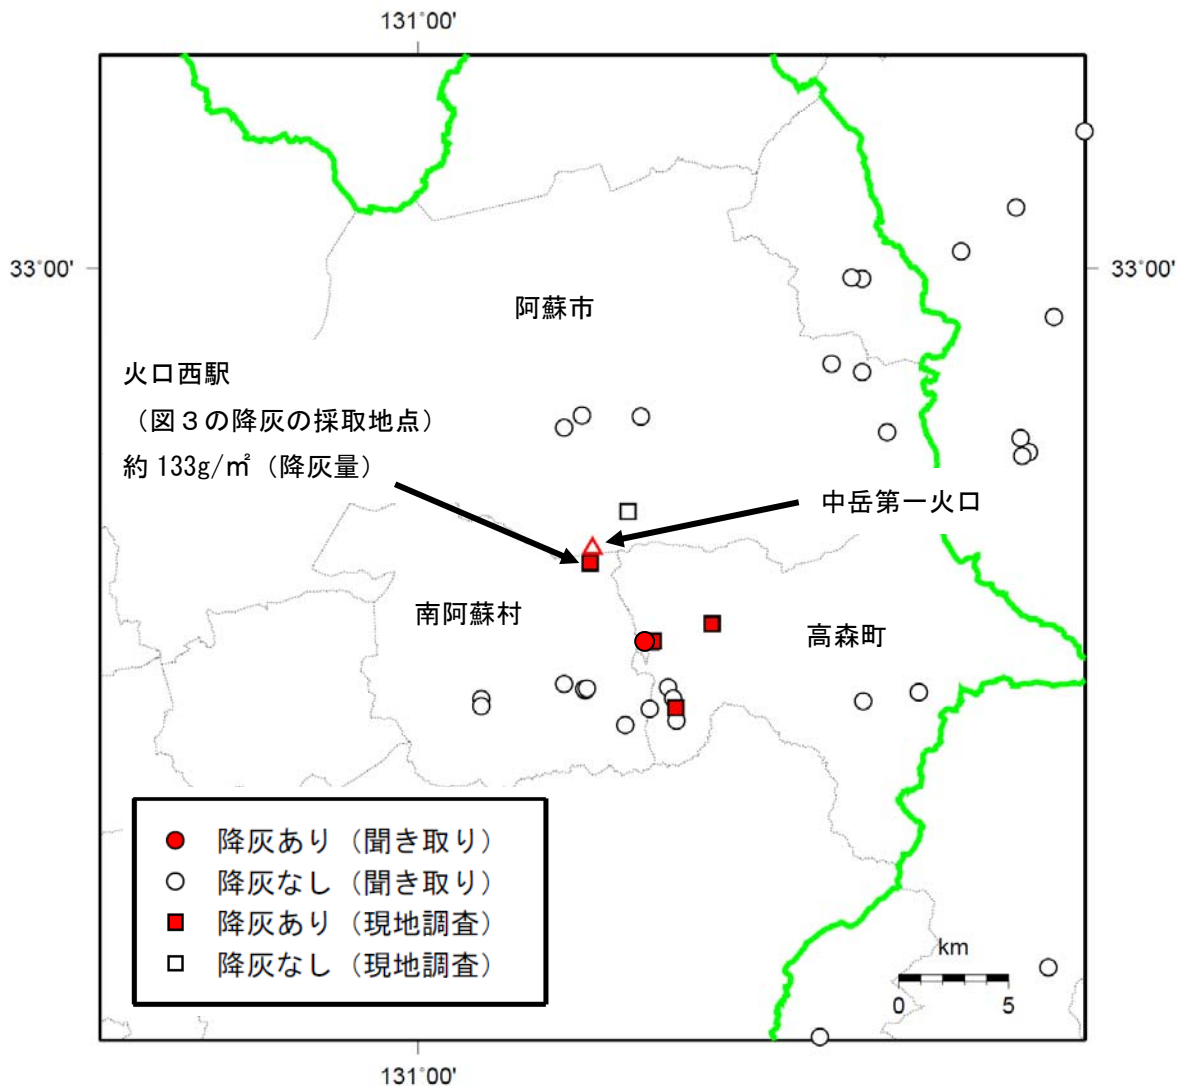 131°00'
33°00'
33°00'
阿蘇市
火口西駅
（図３の降灰の採取地点）
約 133g/㎡（降灰量）
中岳第一火口
南阿蘇村
高森町
降灰あり（聞き取り）
降灰なし（聞き取り）
降灰あり（現地調査）
降灰なし（現地調査）
km
0 5
131°00'